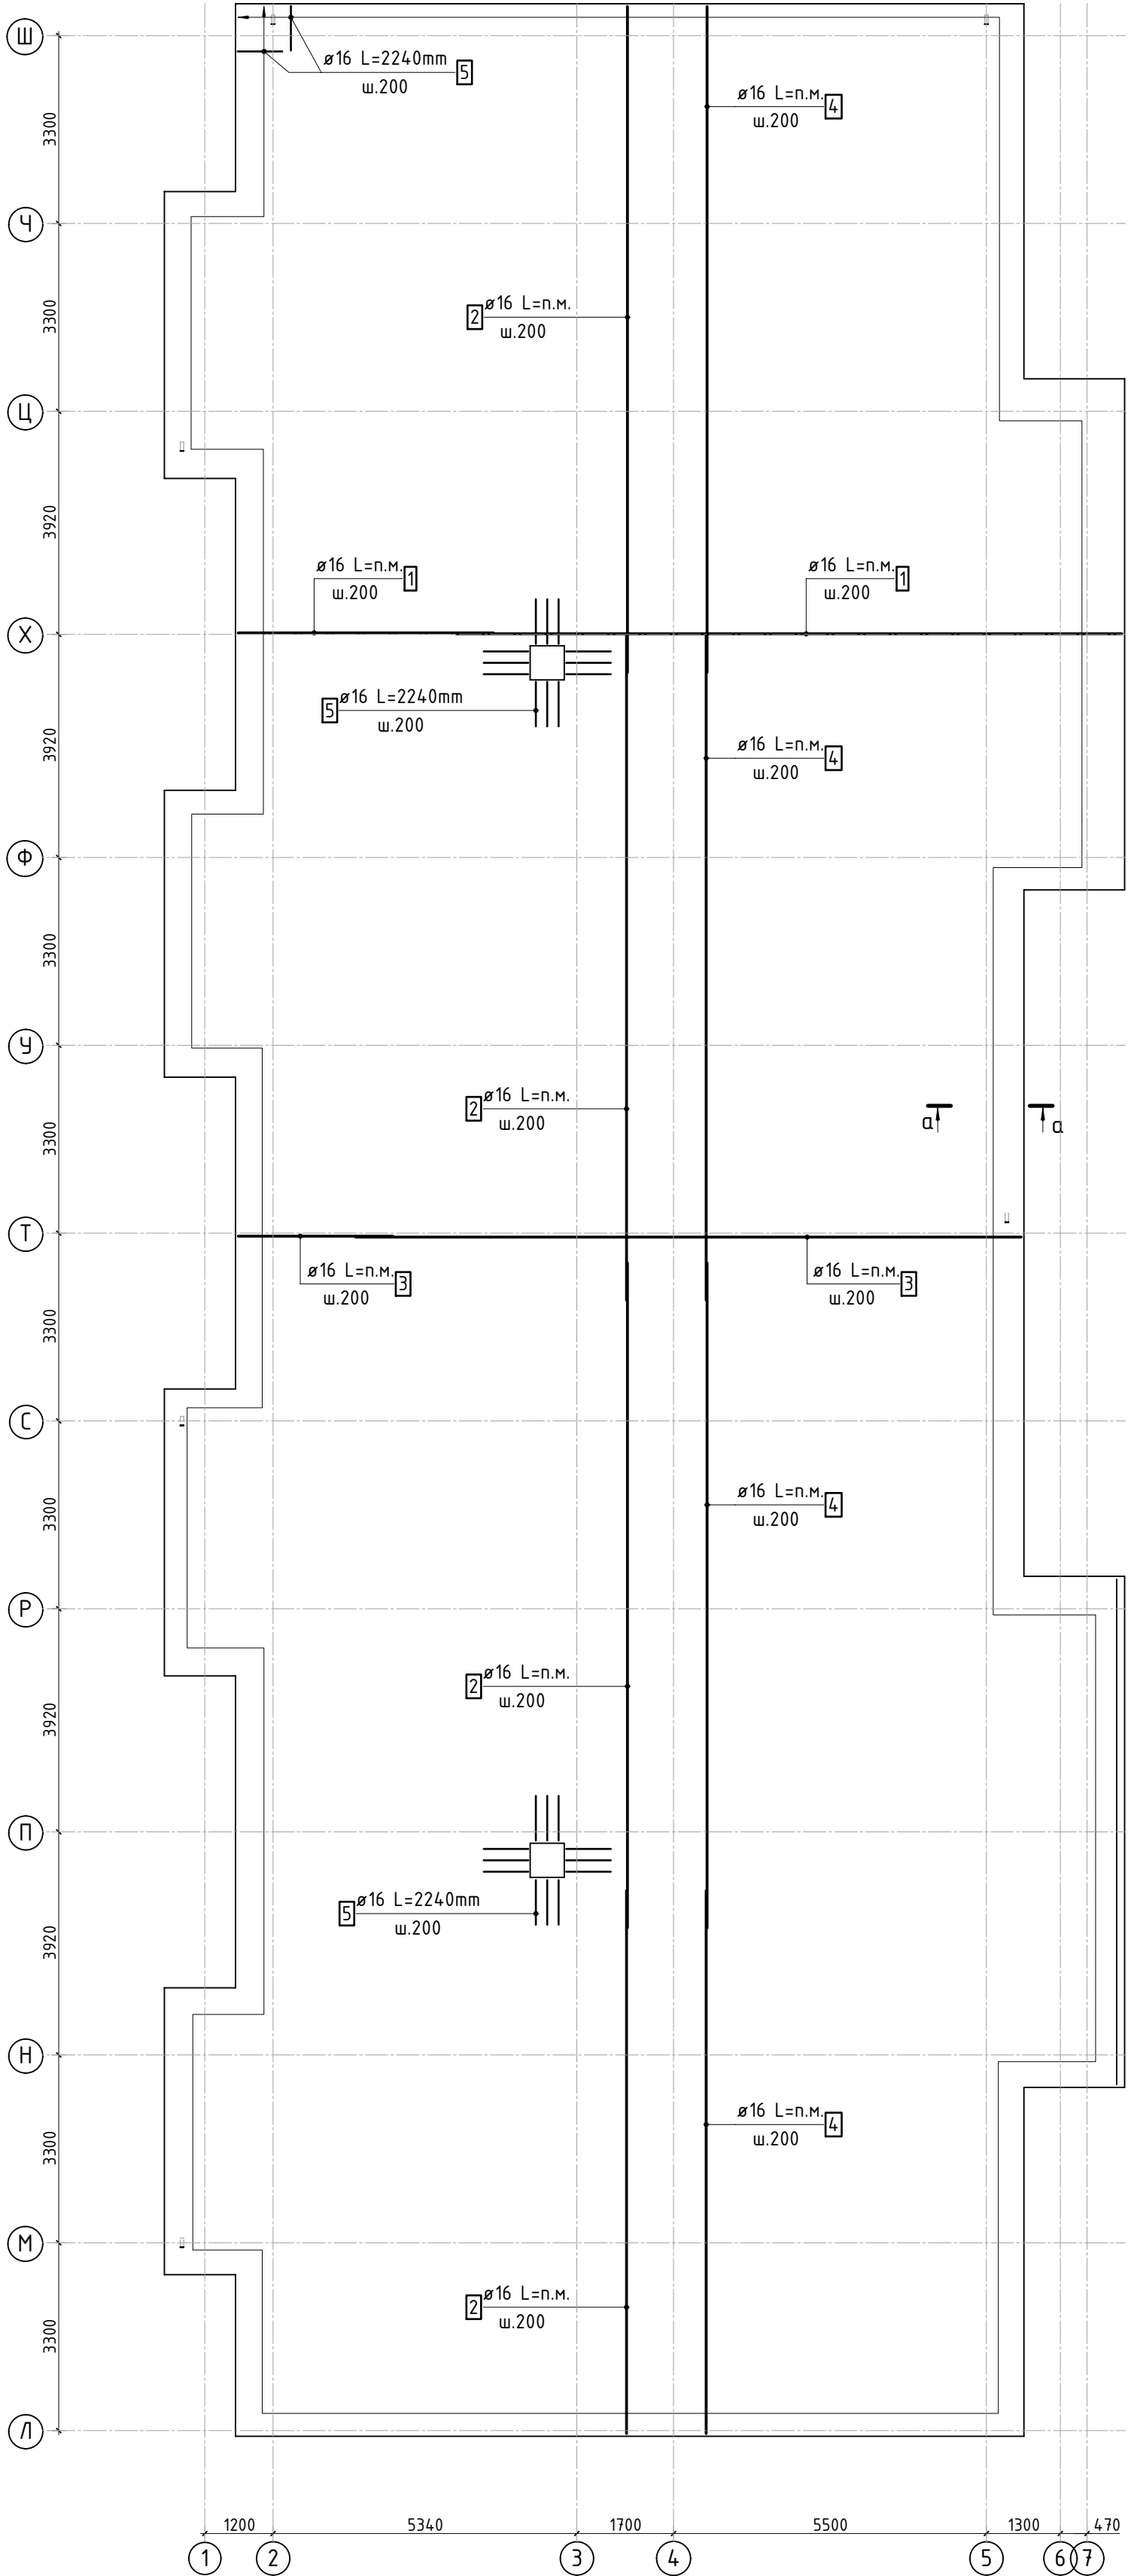 Ш
ø16 L=2240mm
5
ш.200
ø16 L=п.м.
4
ш.200
3300
Ч
ø16 L=п.м.
2
ш.200
3300
Ц
3920
ø16 L=п.м.
1
ш.200
ø16 L=п.м.
1
ш.200
Х
ø16 L=2240mm
5
ш.200
3920
ø16 L=п.м.
4
ш.200
Ф
3300
У
ø16 L=п.м.
2
ш.200
а
а
3300
Т
ø16 L=п.м.
3
ш.200
ø16 L=п.м.
3
ш.200
3300
С
ø16 L=п.м.
4
ш.200
3300
Р
ø16 L=п.м.
2
ш.200
3920
П
ø16 L=2240mm
5
ш.200
3920
Н
ø16 L=п.м.
4
ш.200
3300
М
ø16 L=п.м.
2
ш.200
3300
Л
1200
5340
1700
5500
1300
470
1
2
3
4
5
6
7